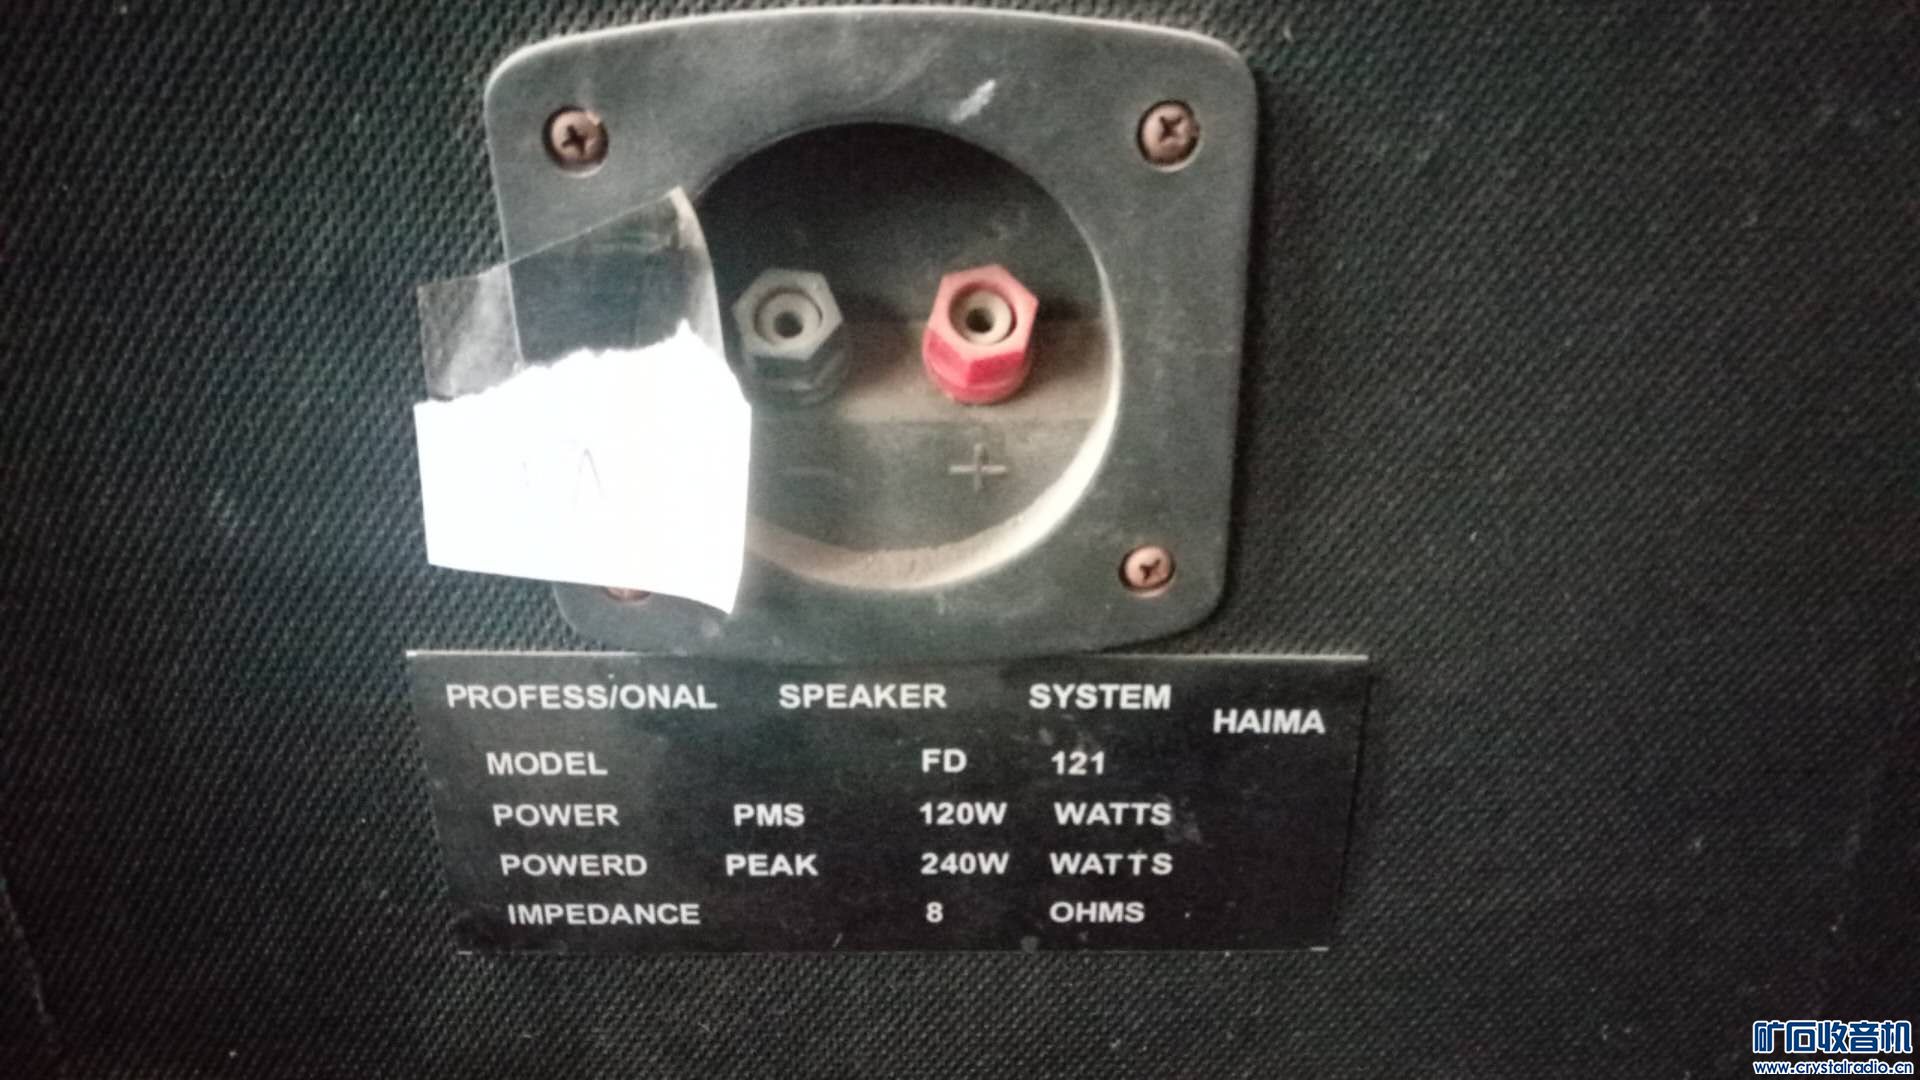 +
PROFESS/ONAL SPEAKER SYSTEM
HAIMA
MODEL FD 121
POWER PMS 120W WATTS
POWERD PEAK 240W WATTS
IMPEDANCE 8 OHMS
矿石收音机
www.crystalradio.cn